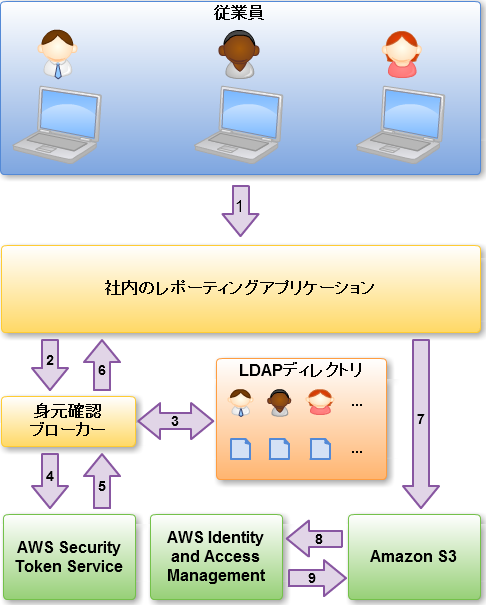 従業員
1
社内のレポーティングアプリケーション
2
6
LDAPディレクトリ
...
身元確認
ブローカー
3
7
...
4
5
AWS Security
Token Service
AWS Identity
and Access
Management
8
9
Amazon S3